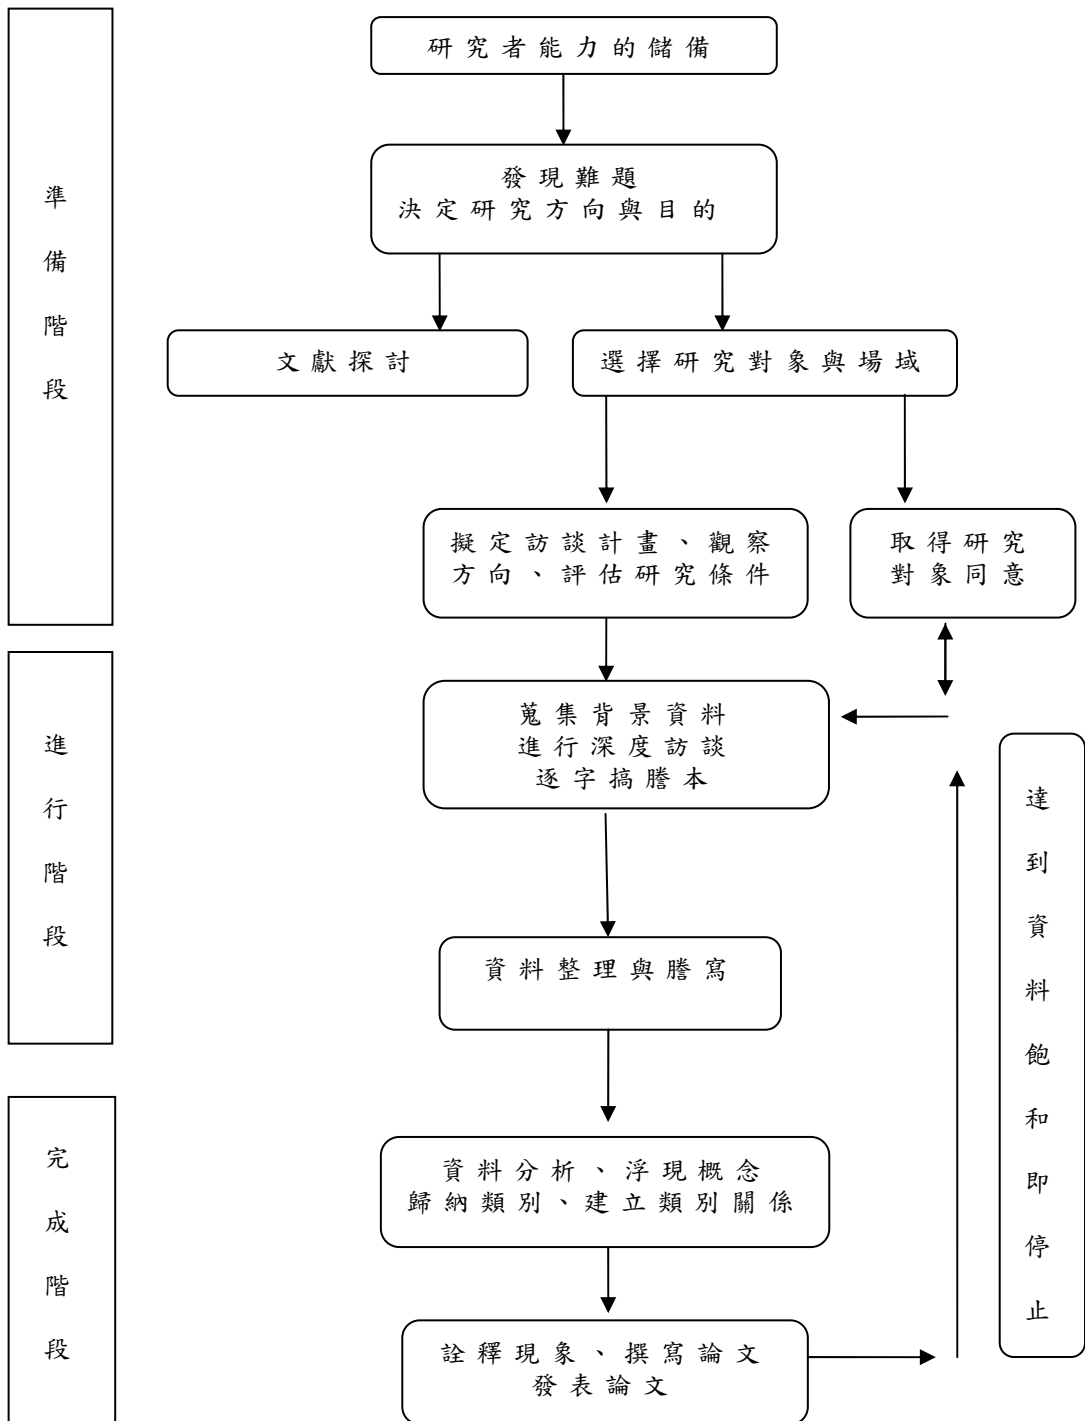 準備階段
研究者能力的儲備
發現難題
決定研究方向與目的
文獻探討
選擇研究對象與場域
擬定訪談計畫、觀察
方向、評估研究條件
取得研究
對象同意
進行階段
蒐集背景資料
進行深度訪談
逐字搞謄本
資料整理與謄寫
達到資料飽和即停止
完成階段
資料分析、浮現概念
歸納類別、建立類別關係
詮釋現象、撰寫論文
發表論文